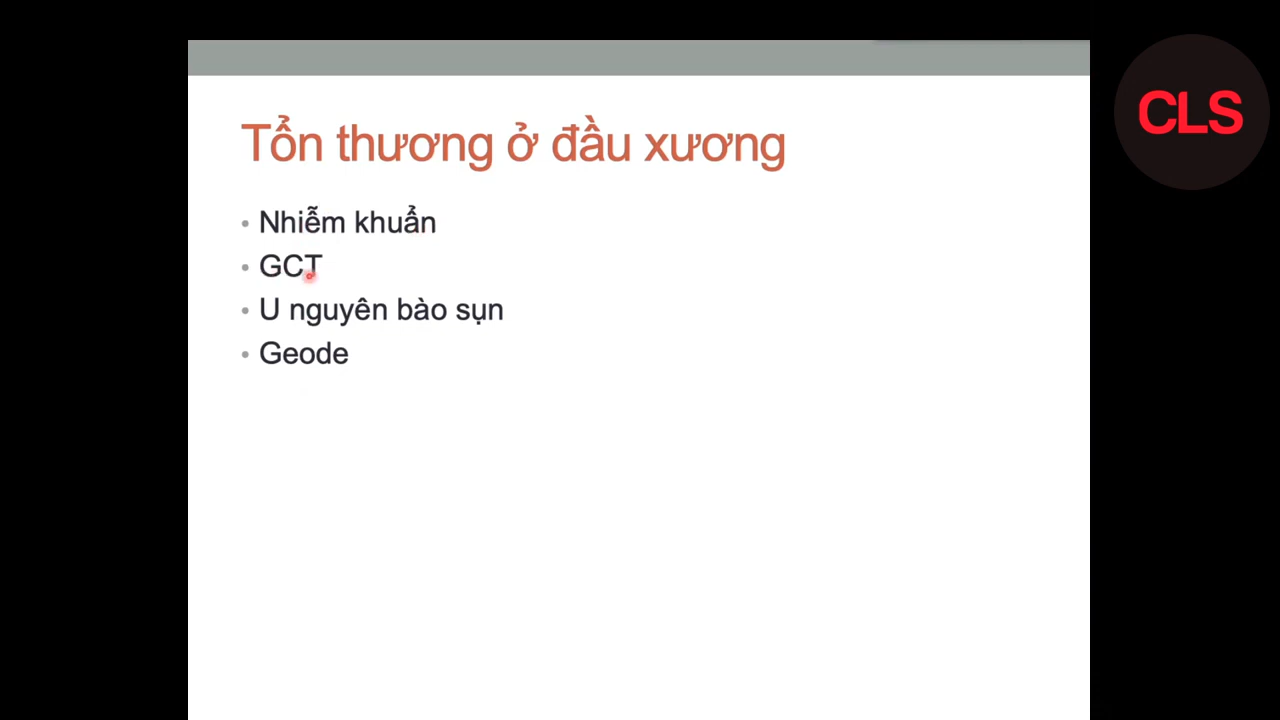 CLS
Tổn thương ở đầu xương
• Nhiễm khuẩn
• GCT
• U nguyên bào sụn
• Geode